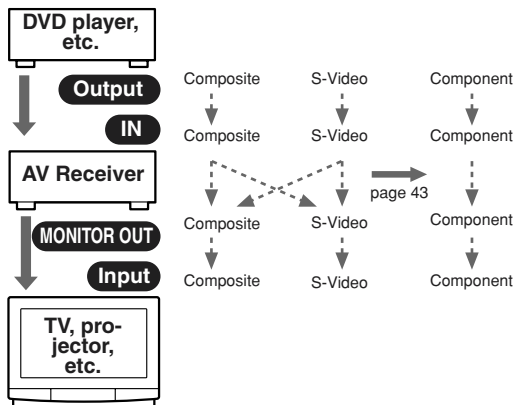 DVD player,
etc.
Output
Composite S-Video Component
IN
Composite S-Video Component
AV Receiver
page 43
MONITOR OUT
Composite S-Video Component
Input
Composite S-Video Component
TV, pro-
jector,
etc.